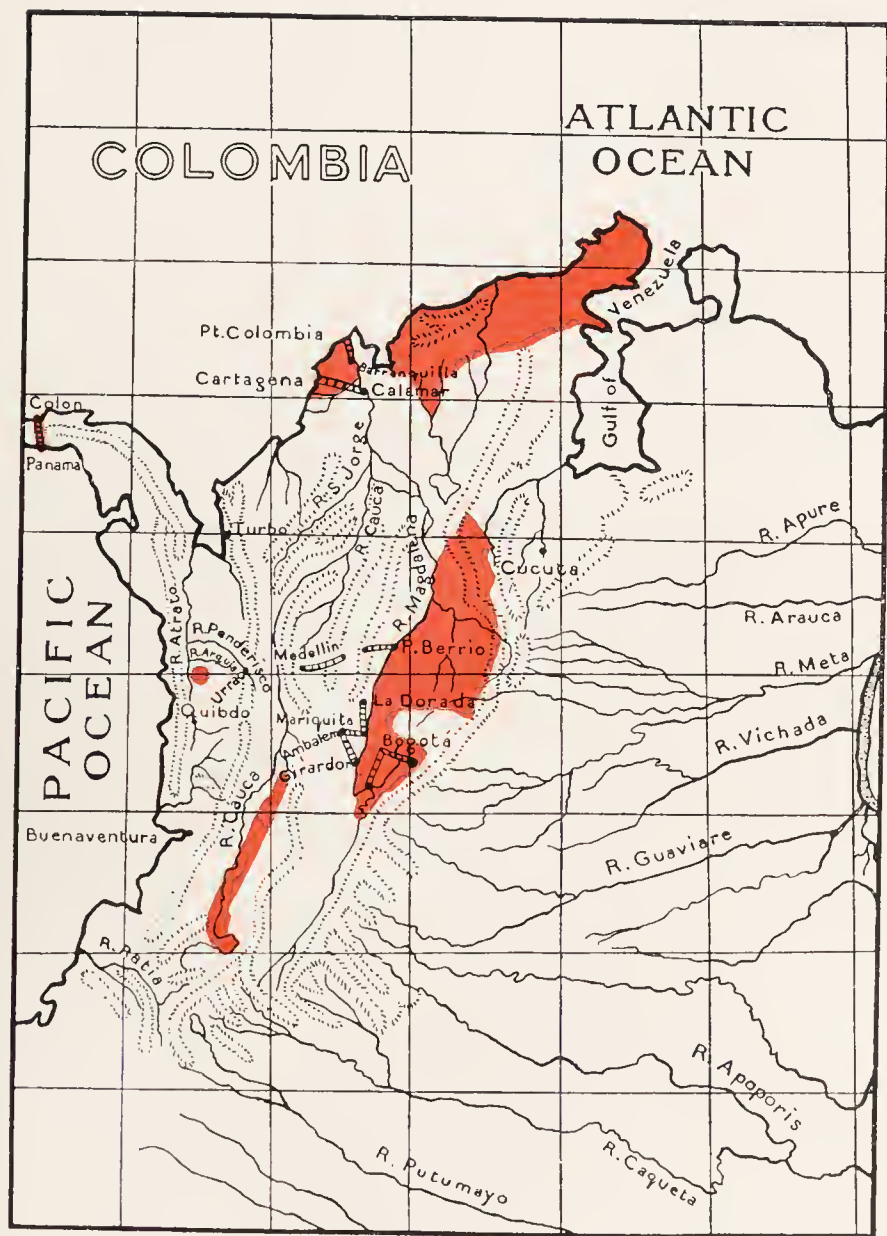 COLOMBIA
ATLANTIC
OCEAN
Pt. Colombia
Barranquilla
Cartagena
Calamar
Venezuela
Gulf of
Colon
Panama
R. S. Jorge
R. Cauca
R. Magdalena
Turbo
Cucuta
R. Apure
R. Arauca
R. Meta
R. Vichada
PACIFIC
OCEAN
R. Atrato
R. Penderisco
R. Arquia
Urrao
Quibdo
Medellin
P. Berrio
La Dorada
Mariquita
Ambalema
Bogota
Girardot
R. Cauca
Buenaventura
R. Guaviare
R. Patia
R. Apoporis
R. Caqueta
R. Putumayo